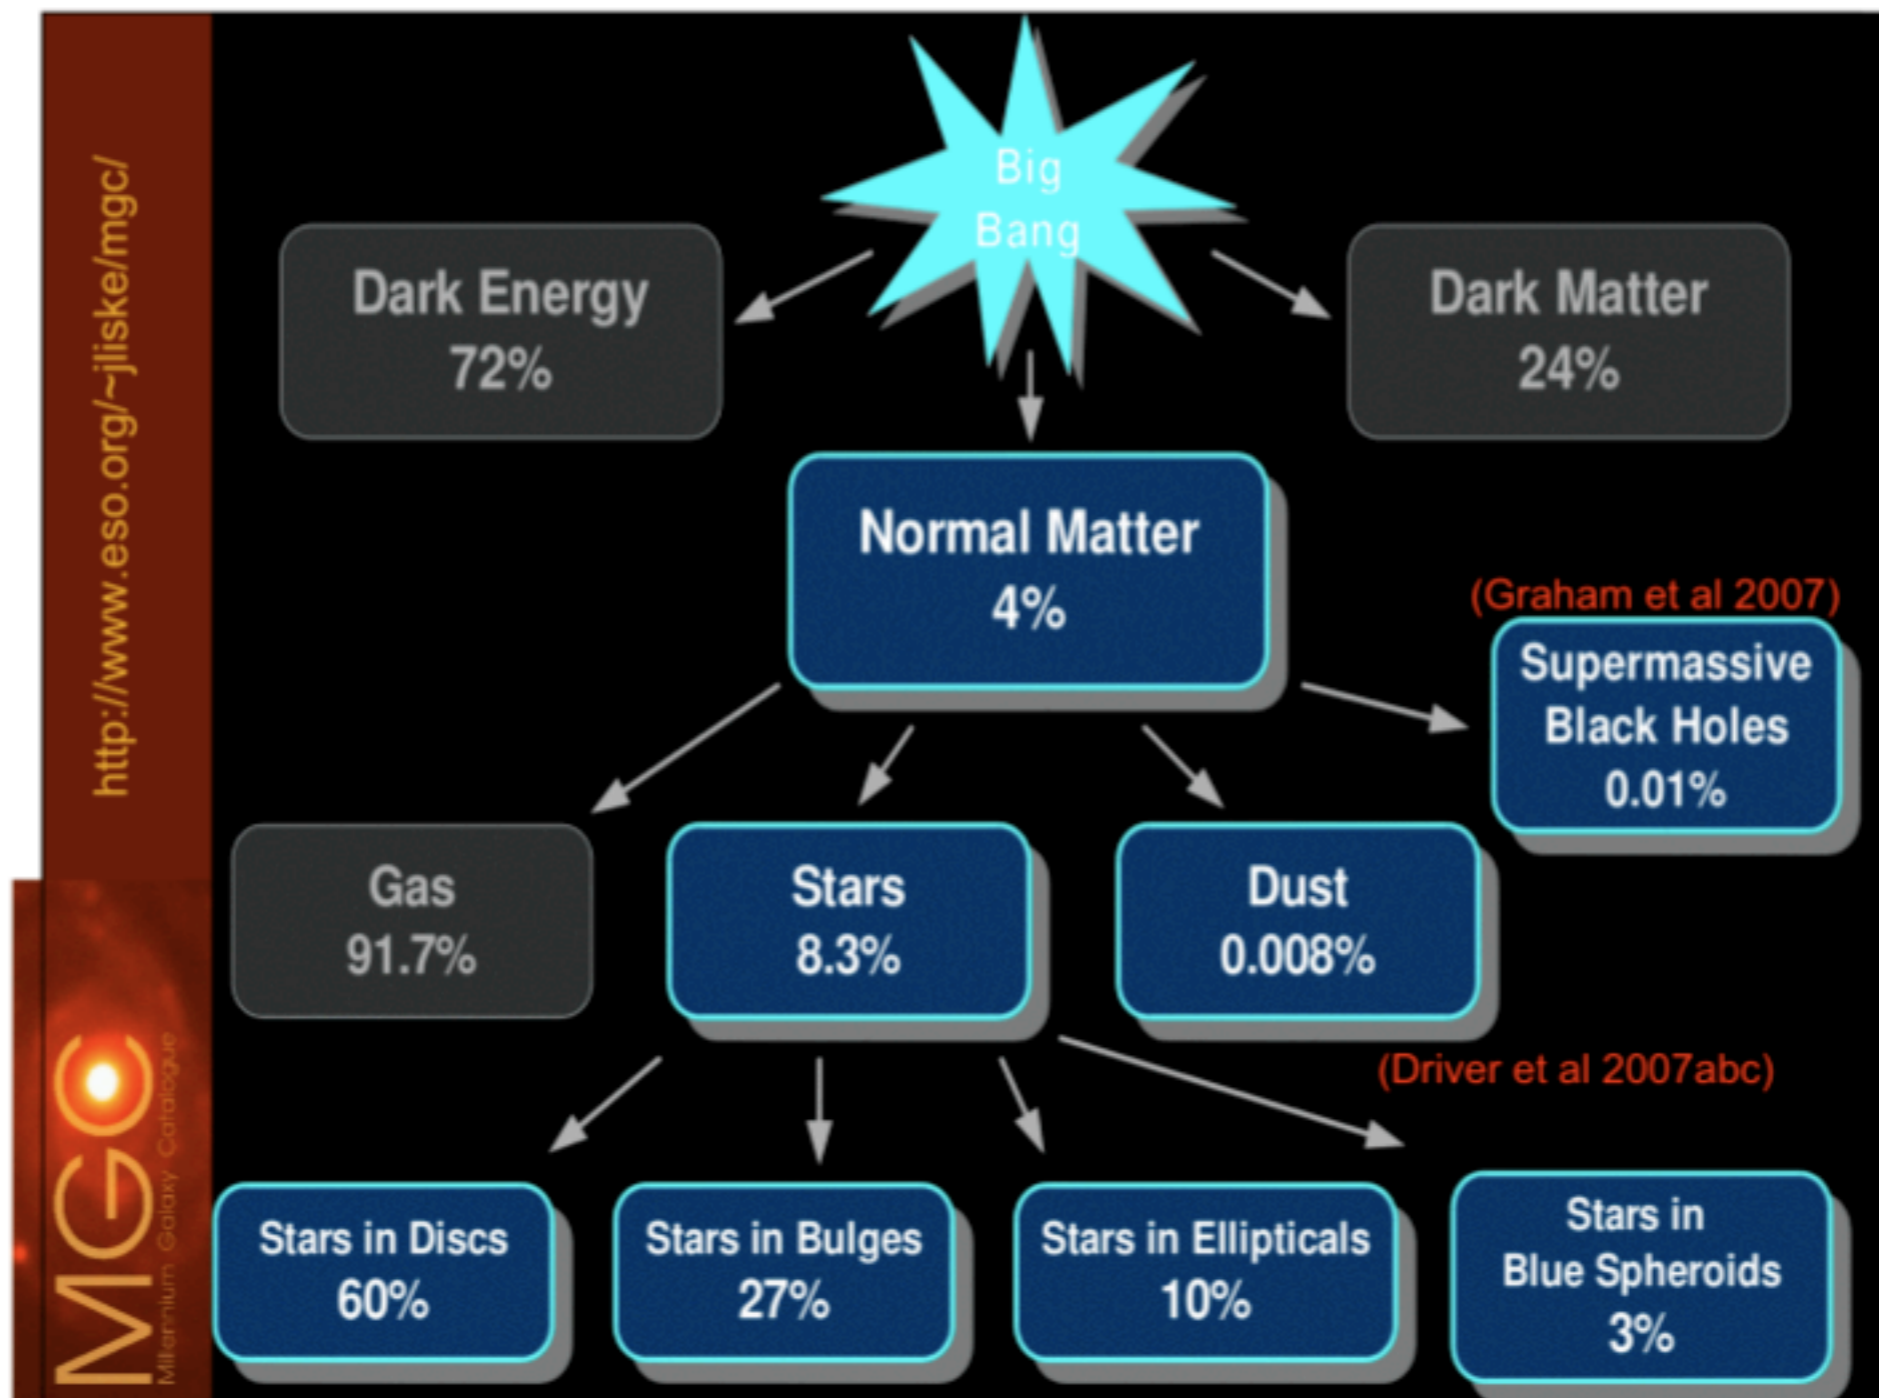 http://www.eso.org/~jliske/mgc/
MGC
Millennium Galaxy Catalogue
Big
Bang
Dark Energy
72%
Dark Matter
24%
Normal Matter
4%
(Graham et al 2007)
Supermassive
Black Holes
0.01%
Gas
91.7%
Stars
8.3%
Dust
0.008%
(Driver et al 2007abc)
Stars in Discs
60%
Stars in Bulges
27%
Stars in Ellipticals
10%
Stars in
Blue Spheroids
3%